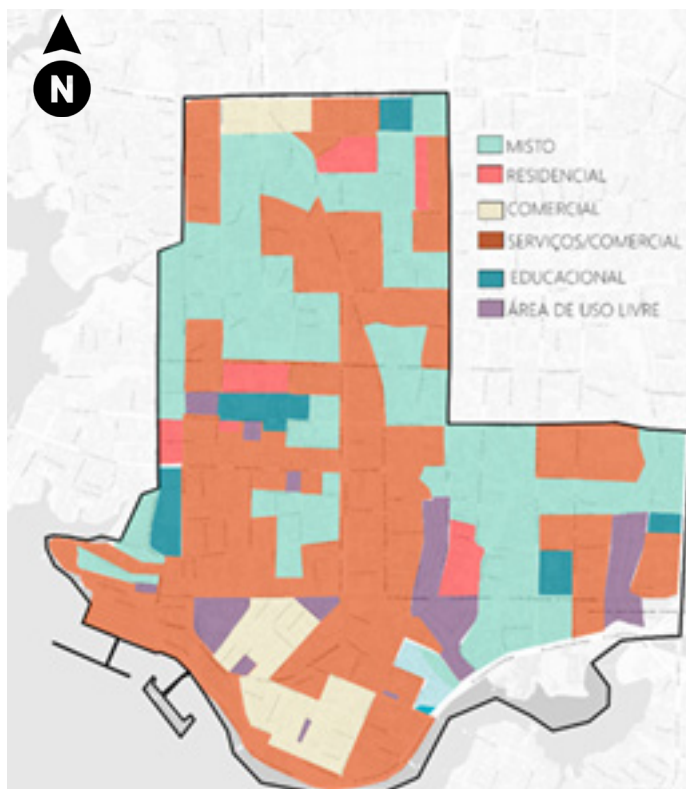 N
MISTO
RESIDENCIAL
COMERCIAL
SERVIÇOS/COMERCIAL
EDUCACIONAL
ÁREA DE USO LIVRE